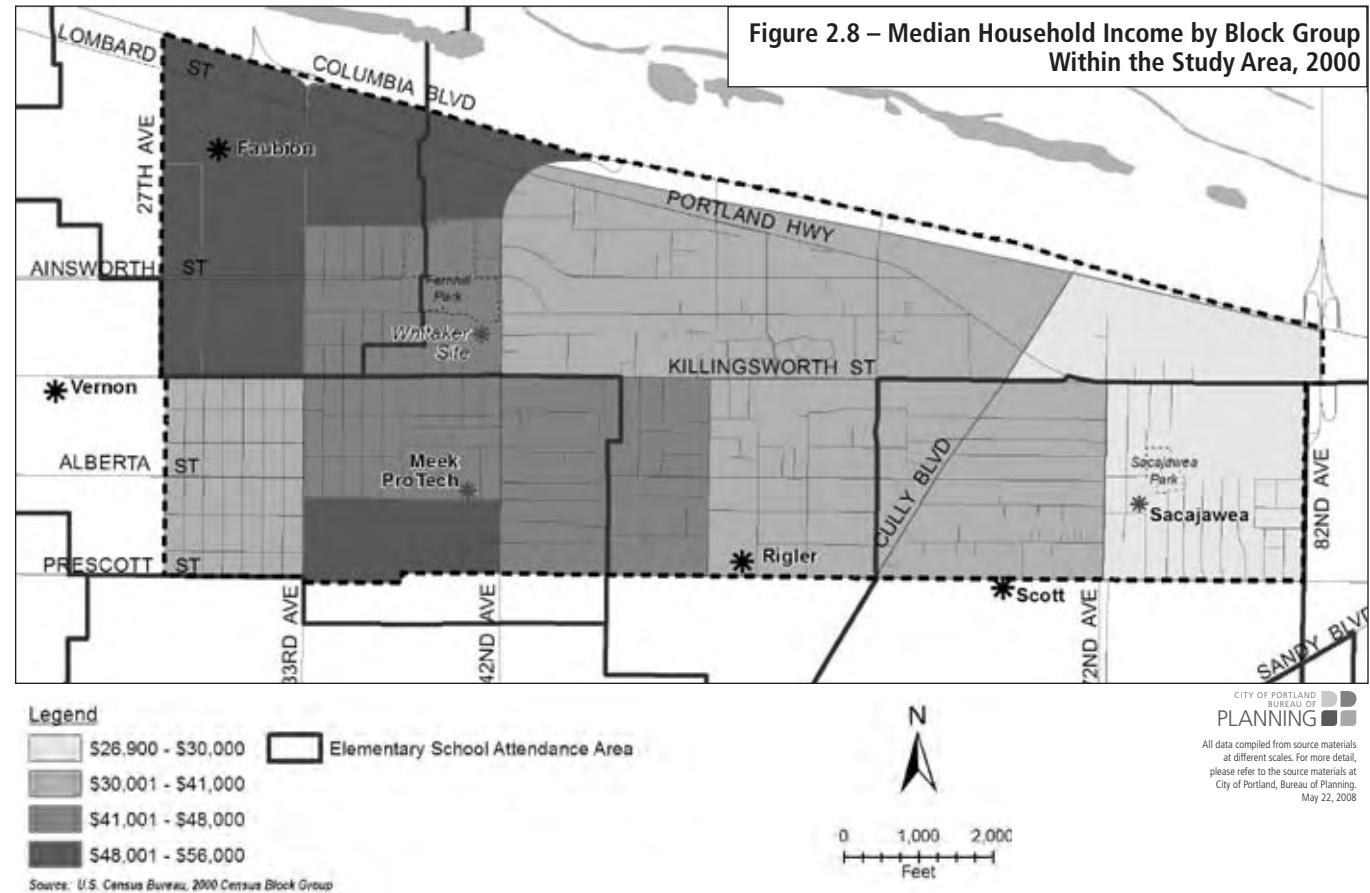 Figure 2.8 – Median Household Income by Block Group
Within the Study Area, 2000
LOMBARD ST
COLUMBIA BLVD
27TH AVE
Faubion
PORTLAND HWY
AINSWORTH ST
Fernhill
Park
Whitaker
Site
KILLINGSWORTH ST
Vernon
ALBERTA ST
Meek
ProTech
CULLY BLVD
Sacajawea
Park
Sacajawea
82ND AVE
Rigler
PRESCOTT ST
Scott
33RD AVE
42ND AVE
72ND AVE
SANDY BLVD
Legend
$26,900 - $30,000
Elementary School Attendance Area
$30,001 - $41,000
$41,001 - $48,000
$48,001 - $56,000
Source: U.S. Census Bureau, 2000 Census Block Group
N
0 1,000 2,000
Feet
CITY OF PORTLAND
BUREAU OF
PLANNING
All data compiled from source materials
at different scales. For more detail,
please refer to the source materials at
City of Portland, Bureau of Planning.
May 22, 2008